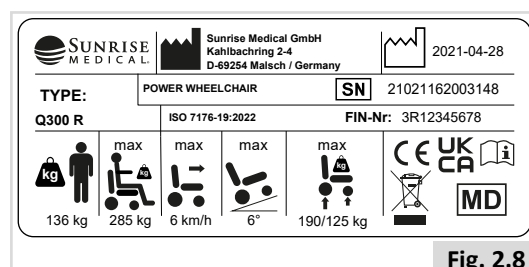 SUNRISE
MEDICAL.
Sunrise Medical GmbH
Kahlbachring 2-4
D-69254 Malsch / Germany
2021-04-28
TYPE:
POWER WHEELCHAIR
SN 21021162003148
Q300 R
ISO 7176-19:2022
FIN-Nr: 3R12345678
kg
136 kg
max
kg
285 kg
max
6 km/h
max
6°
max
kg
190/125 kg
CE UK CA
MD
Fig. 2.8